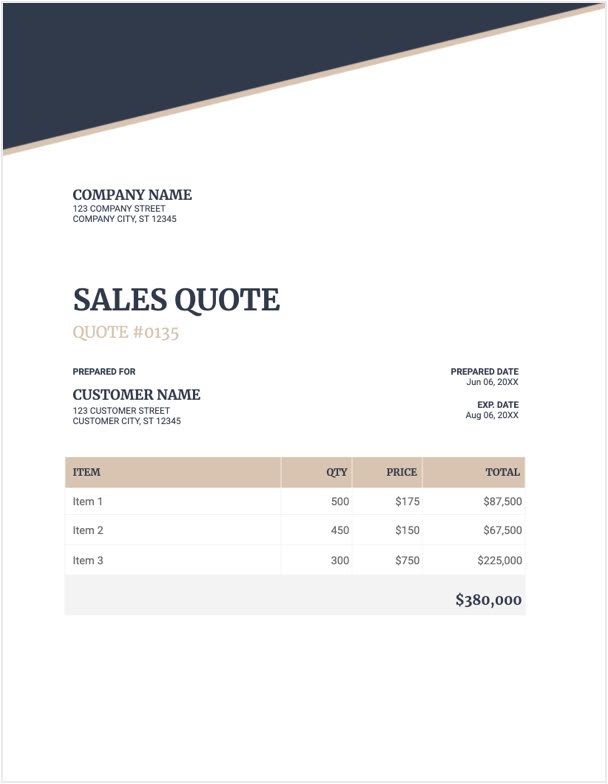 COMPANY NAME
123 COMPANY STREET
COMPANY CITY, ST 12345
SALES QUOTE
QUOTE #0135
PREPARED FOR
CUSTOMER NAME
123 CUSTOMER STREET
CUSTOMER CITY, ST 12345
PREPARED DATE
Jun 06, 20XX
EXP. DATE
Aug 06, 20XX
ITEM QTY PRICE TOTAL
Item 1 500 $175 $87,500
Item 2 450 $150 $67,500
Item 3 300 $750 $225,000
$380,000